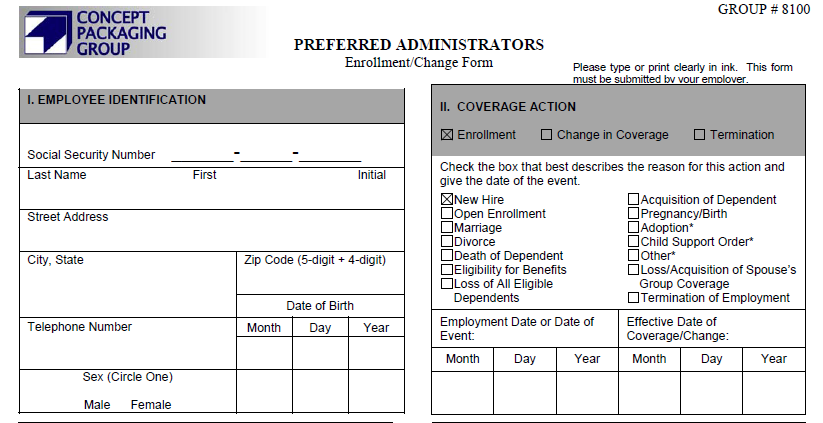 GROUP # 8100
CONCEPT
PACKAGING
GROUP
PREFERRED ADMINISTRATORS
Enrollment/Change Form
Please type or print clearly in ink. This form
must be submitted by your employer.
I. EMPLOYEE IDENTIFICATION
Social Security Number _________-________-_________
Last Name First Initial
Street Address
City, State Zip Code (5-digit + 4-digit)
Date of Birth
Telephone Number Month Day Year
Sex (Circle One)
Male Female
II. COVERAGE ACTION
☒ Enrollment ☐ Change in Coverage ☐ Termination
Check the box that best describes the reason for this action and
give the date of the event.
☒ New Hire
☐ Open Enrollment
☐ Marriage
☐ Divorce
☐ Death of Dependent
☐ Eligibility for Benefits
☐ Loss of All Eligible
Dependents
☐ Acquisition of Dependent
☐ Pregnancy/Birth
☐ Adoption*
☐ Child Support Order*
☐ Other*
☐ Loss/Acquisition of Spouse's
Group Coverage
☐ Termination of Employment
Employment Date or Date of
Event:
Effective Date of
Coverage/Change:
Month Day Year Month Day Year